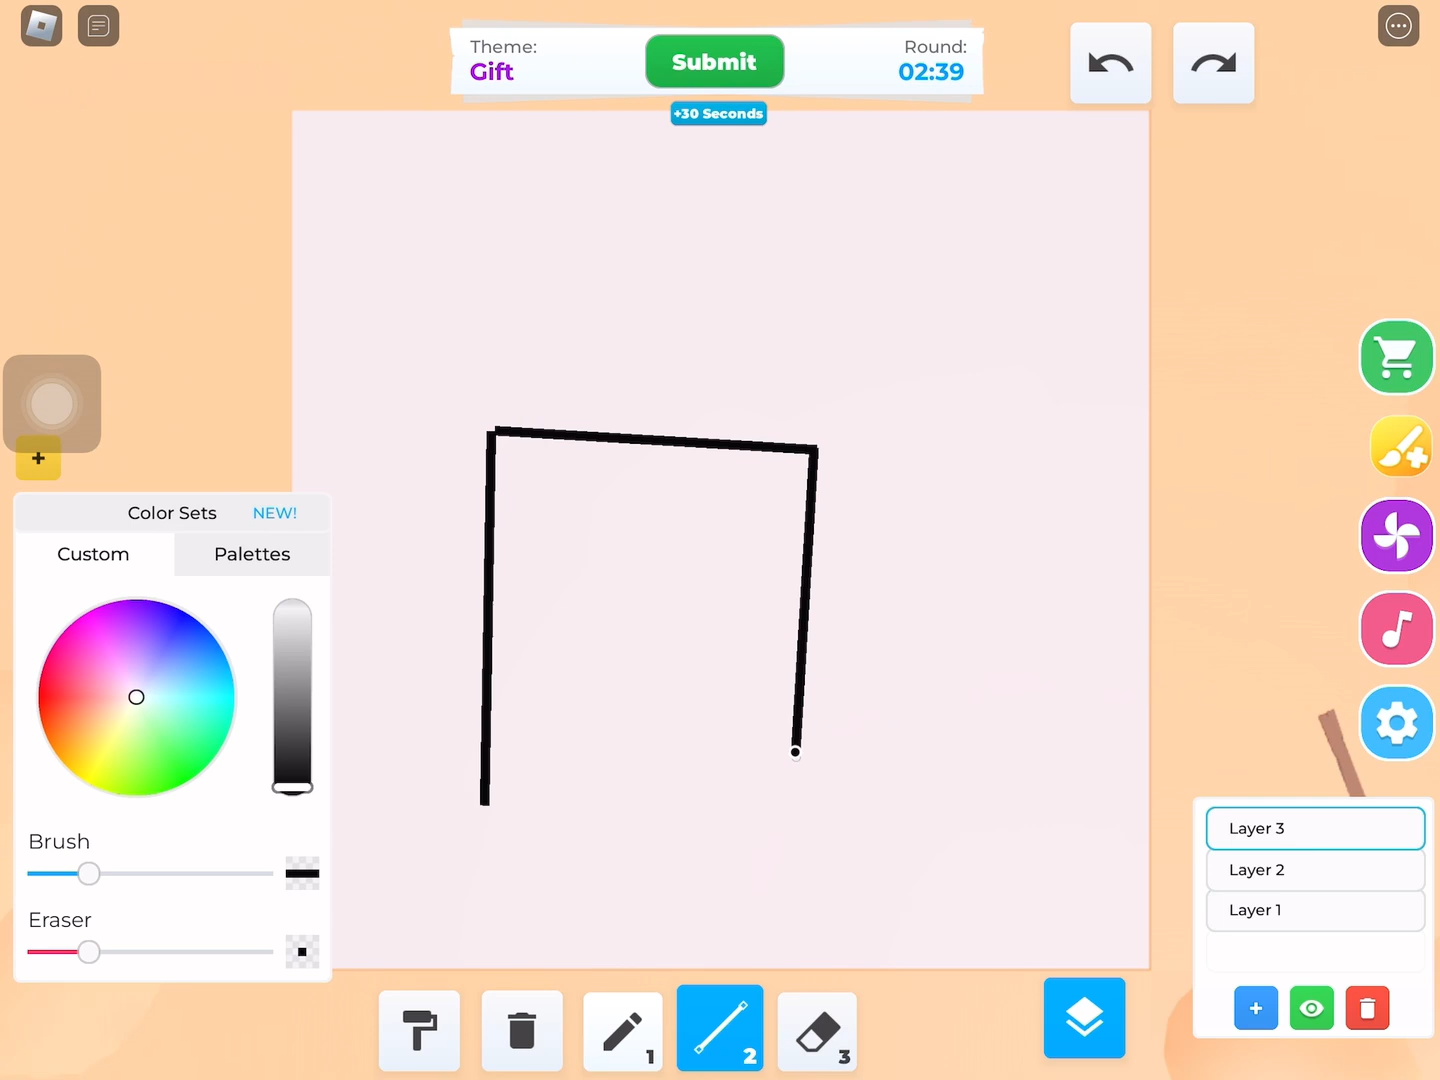 Theme:
Gift
Submit
Round:
02:39
+30 Seconds
+
Color Sets
NEW!
Custom
Palettes
Brush
Eraser
Layer 3
Layer 2
Layer 1
+
1
2
3